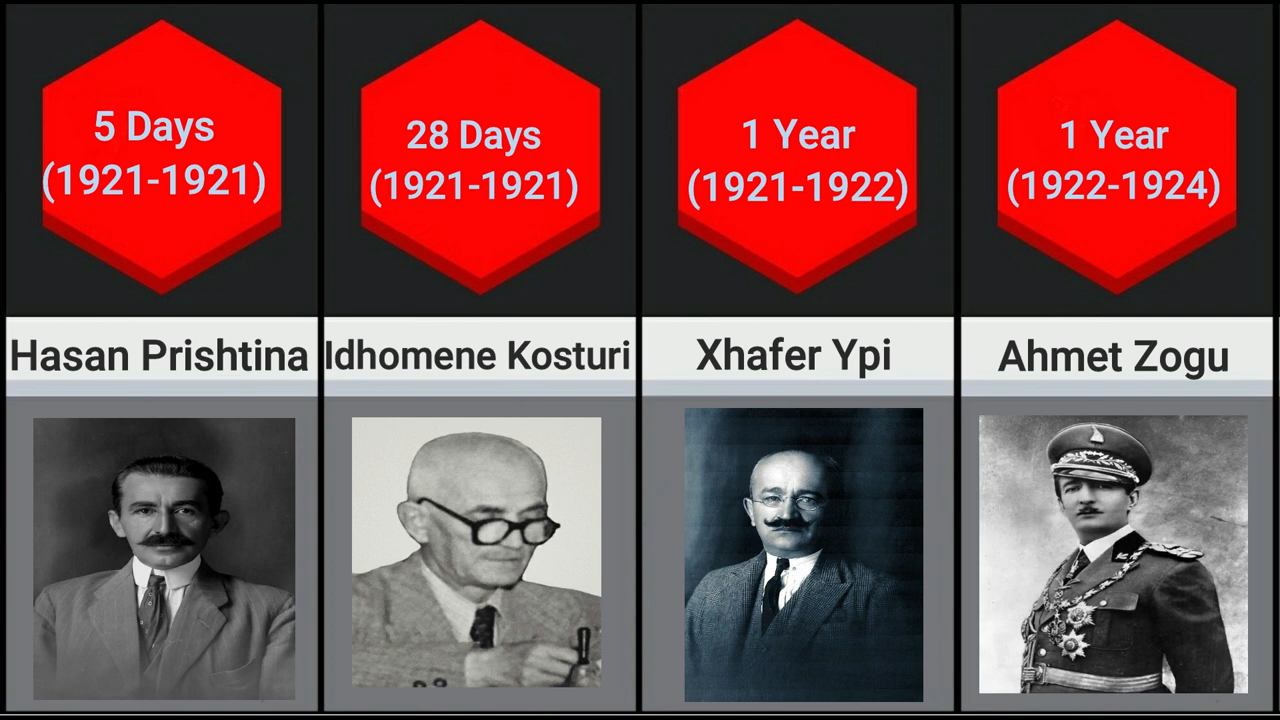 5 Days
(1921-1921)
Hasan Prishtina
28 Days
(1921-1921)
Idhomene Kosturi
1 Year
(1921-1922)
Xhafer Ypi
1 Year
(1922-1924)
Ahmet Zogu